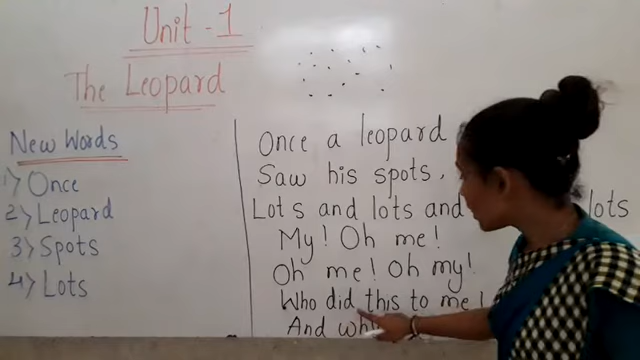 Unit - 1
The Leopard
New Words
1) Once
2) Leopard
3) Spots
4) Lots
Once a leopard
Saw his spots,
Lots and lots and lots
My! Oh me!
Oh me! Oh my!
Who did this to me!
And